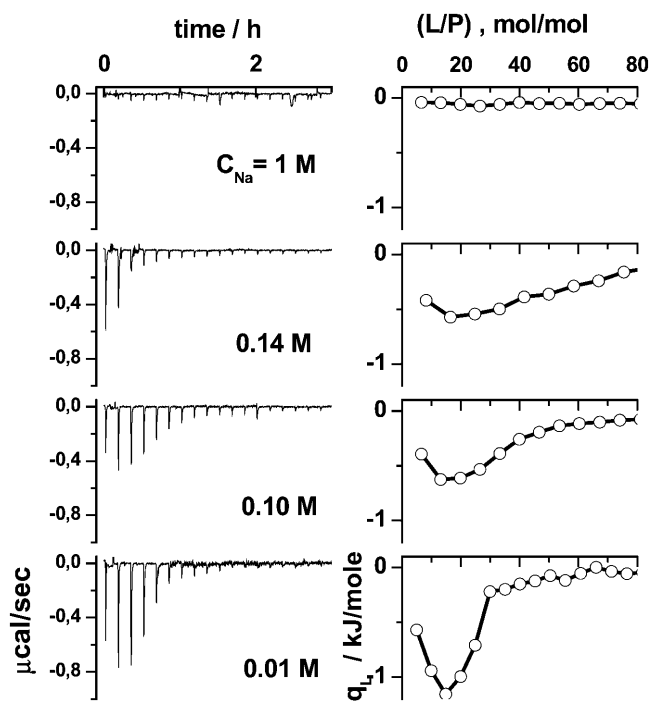 time / h
(L/P) , mol/mol
0 2
0 20 40 60 80
0,0
-0,4
-0,8
C_Na= 1 M
0
-1
0,0
-0,4
-0,8
0.14 M
0
-1
0,0
-0,4
-0,8
0.10 M
0
-1
0,0
-0,4
-0,8
0.01 M
μcal/sec
0
-1
q_L, / kJ/mole